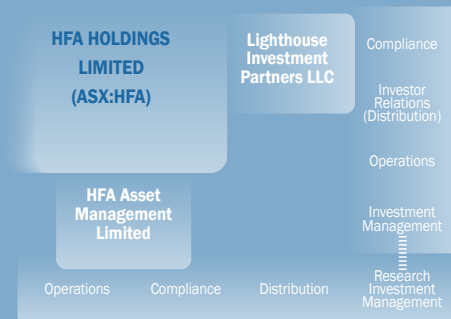 HFA HOLDINGS
LIMITED
(ASX:HFA)
Lighthouse
Investment
Partners LLC
Compliance
Investor
Relations
(Distribution)
Operations
Investment
Management
HFA Asset
Management
Limited
Operations
Compliance
Distribution
Research
Investment
Management